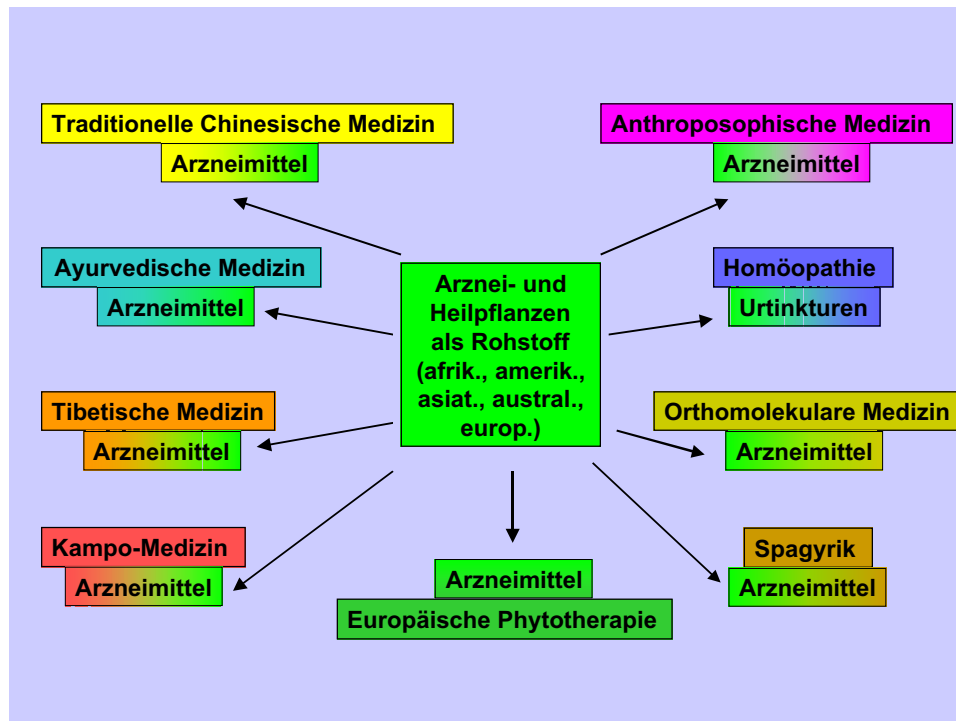 Traditionelle Chinesische Medizin
Arzneimittel
Anthroposophische Medizin
Arzneimittel
Ayurvedische Medizin
Arzneimittel
Arznei- und
Heilpflanzen
als Rohstoff
(afrik., amerik.,
asiat., austral.,
europ.)
Homöopathie
Urtinkturen
Tibetische Medizin
Arzneimittel
Orthomolekulare Medizin
Arzneimittel
Kampo-Medizin
Arzneimittel
Arzneimittel
Europäische Phytotherapie
Spagyrik
Arzneimittel